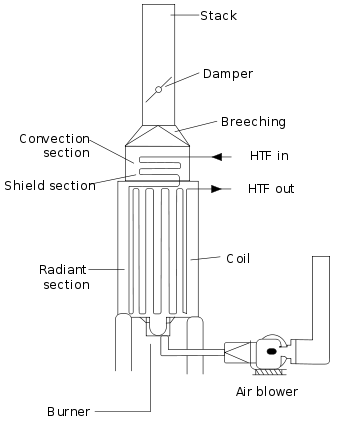 Stack
Damper
Breeching
Convection
section
HTF in
Shield section
HTF out
Radiant
section
Coil
Air blower
Burner